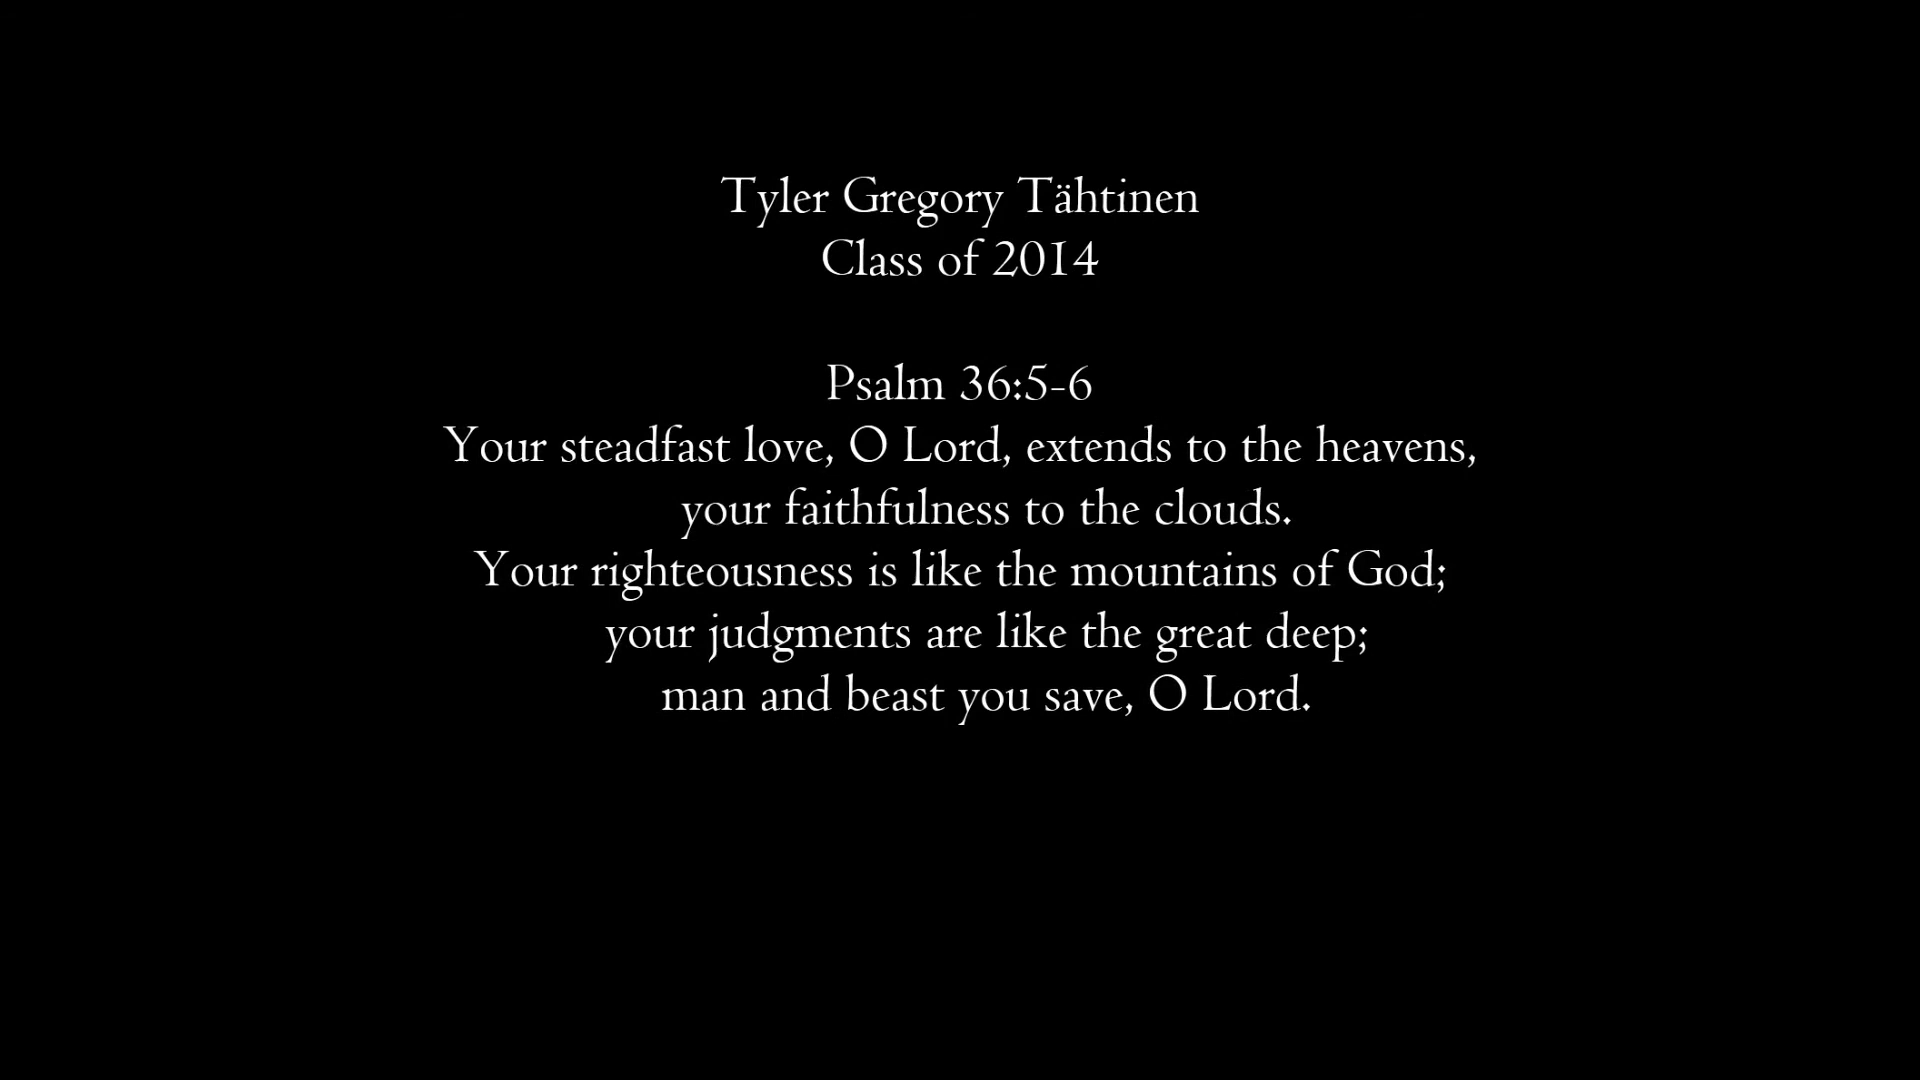 Tyler Gregory Tähtinen
Class of 2014
Psalm 36:5-6
Your steadfast love, O Lord, extends to the heavens,
your faithfulness to the clouds.
Your righteousness is like the mountains of God;
your judgments are like the great deep;
man and beast you save, O Lord.